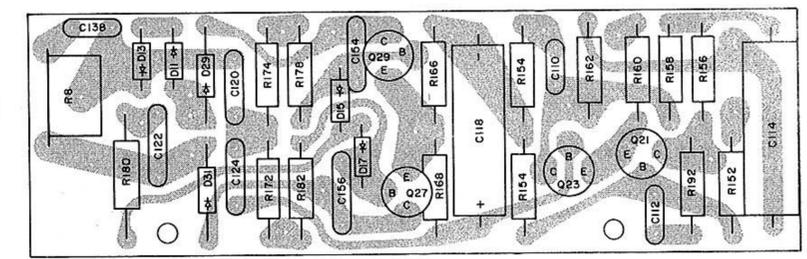 C138
R8
D13
D11
D29
C120
R174
R178
C154
C
B
Q29
E
D15
R166
C118
R154
C110
R162
R160
R158
R156
C114
R180
C122
D31
C124
R172
R182
C156
D17
E
B
Q27
C
R168
+
R154
B
C
E
Q23
Q21
E
C
B
C112
R192
R152